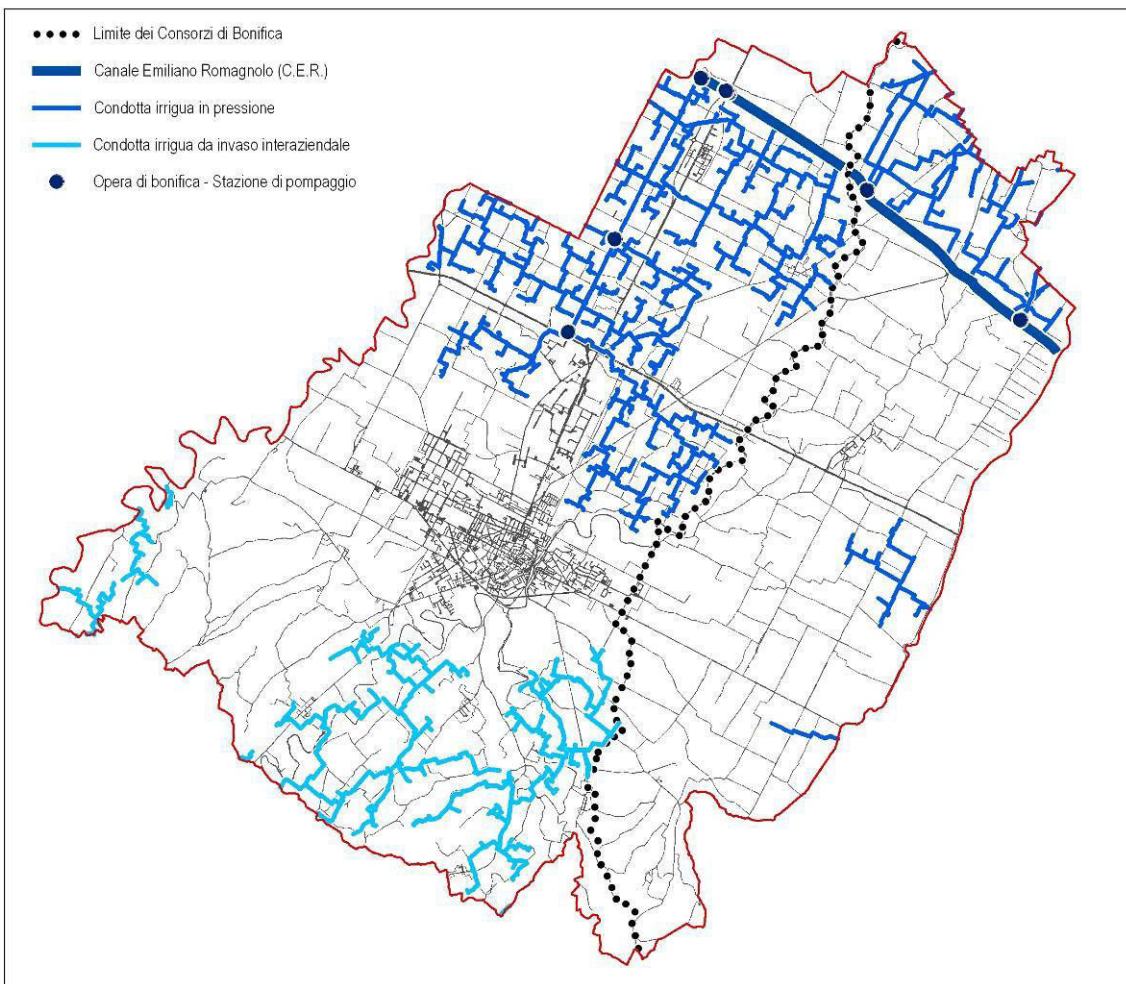 Limite dei Consorzi di Bonifica
Canale Emiliano Romagnolo (C.E.R.)
Condotta irrigua in pressione
Condotta irrigua da invaso interaziendale
Opera di bonifica - Stazione di pompaggio